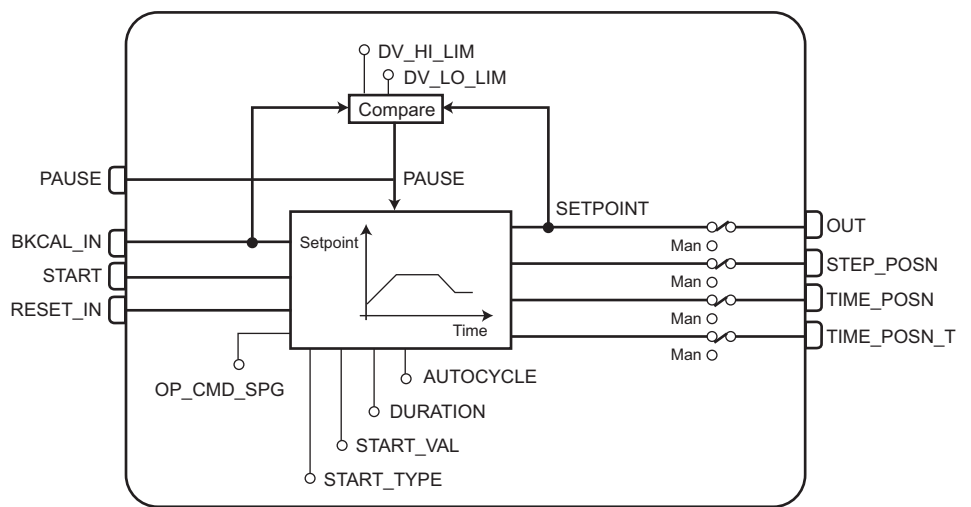 DV_HI_LIM
DV_LO_LIM
Compare
PAUSE
PAUSE
SETPOINT
BKCAL_IN
START
RESET_IN
Setpoint
Time
OUT
Man
STEP_POSN
Man
TIME_POSN
Man
TIME_POSN_T
Man
OP_CMD_SPG
AUTOCYCLE
DURATION
START_VAL
START_TYPE